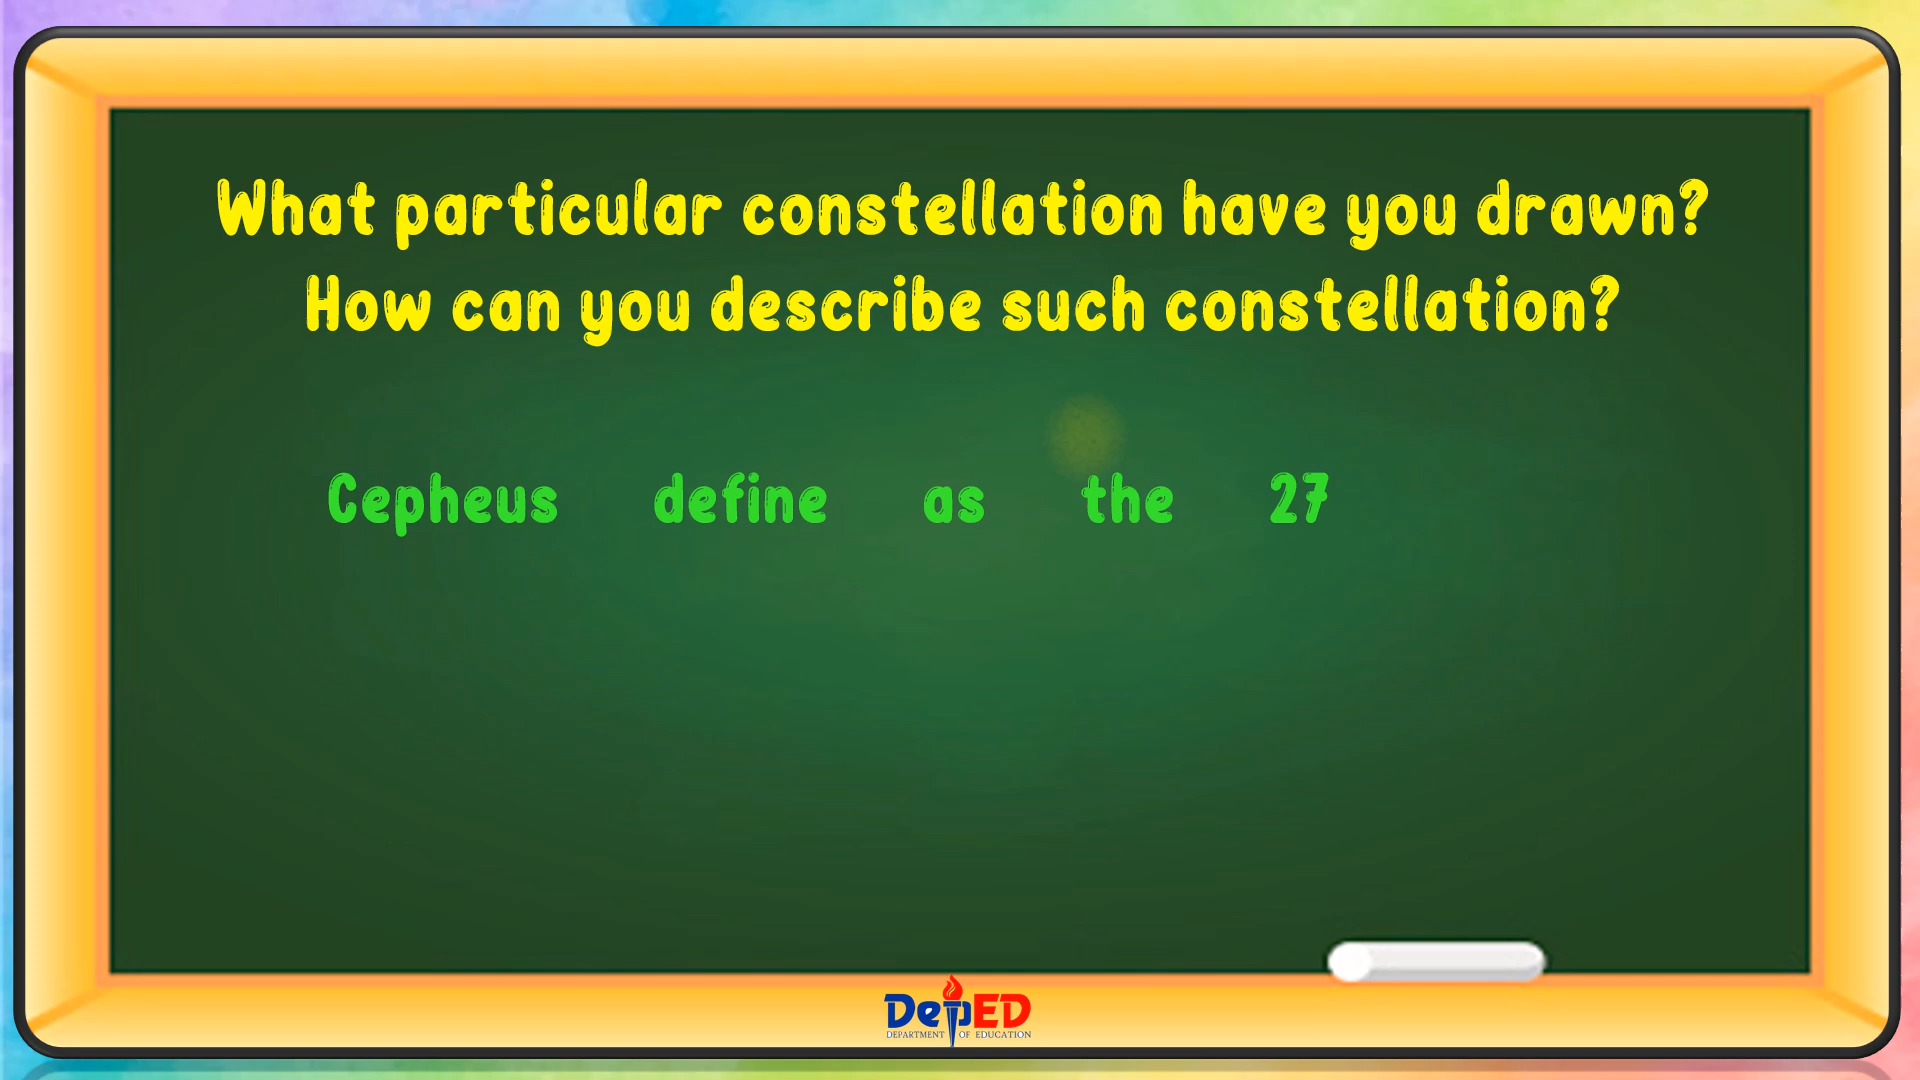 What particular constellation have you drawn?
How can you describe such constellation?
Cepheus define as the 27
DepED
DEPARTMENT OF EDUCATION